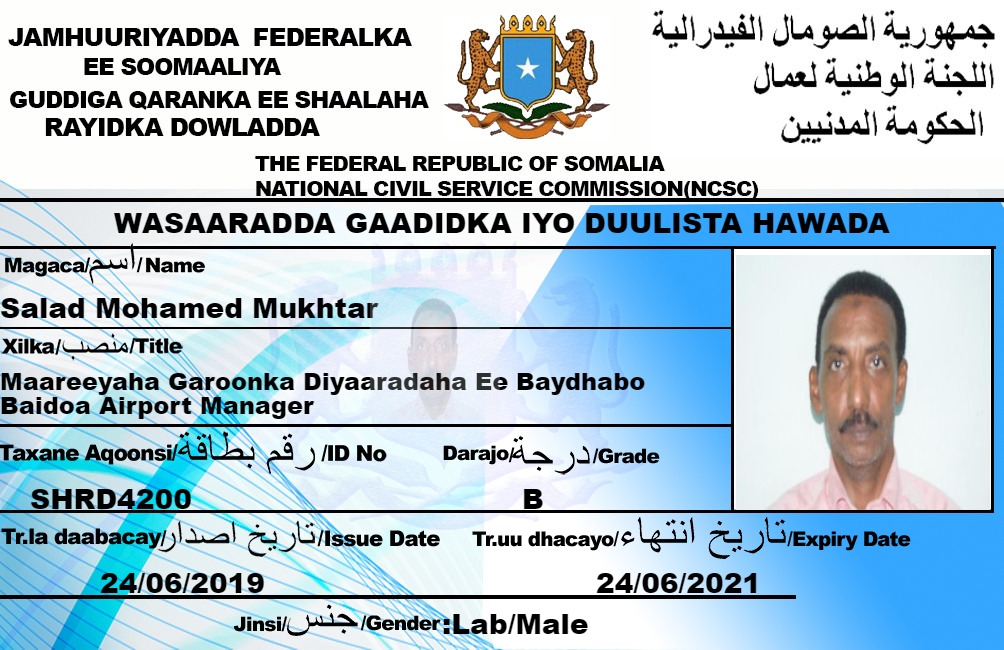 JAMHUURIYADDA FEDERALKA
EE SOOMAALIYA
GUDDIGA QARANKA EE SHAALAHA
RAYIDKA DOWLADDA
جمهورية الصومال الفيدرالية
اللجنة الوطنية لعمال
الحكومة المدنيين
THE FEDERAL REPUBLIC OF SOMALIA
NATIONAL CIVIL SERVICE COMMISSION(NCSC)
WASAARADDA GAADIDKA IYO DUULISTA HAWADA
Magaca/اسم/Name
Salad Mohamed Mukhtar
Xilka/منصب/Title
Maareeyaha Garoonka Diyaaradaha Ee Baydhabo
Baidoa Airport Manager
Taxane Aqoonsi/رقم بطاقة/ID No Darajo/درجة/Grade
SHRD4200 B
Tr.la daabacay/تاريخ اصدار/Issue Date Tr.uu dhacayo/تاريخ انتهاء/Expiry Date
24/06/2019 24/06/2021
Jinsi/جنس/Gender:Lab/Male